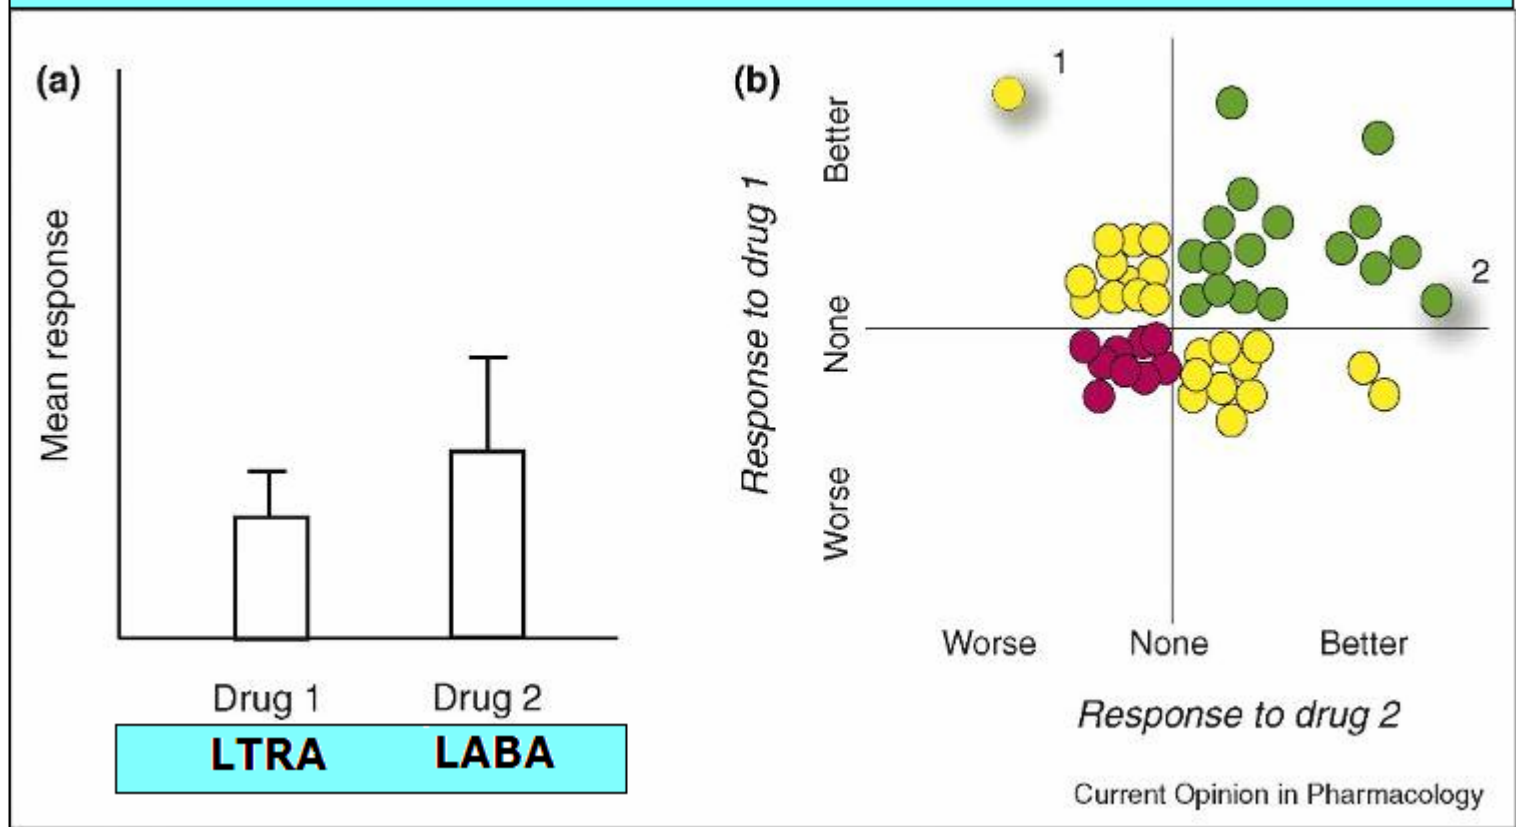 (a)
Mean response
Drug 1
Drug 2
LTRA
LABA
(b)
Response to drug 1
Better
None
Worse
1
2
Worse
None
Better
Response to drug 2
Current Opinion in Pharmacology